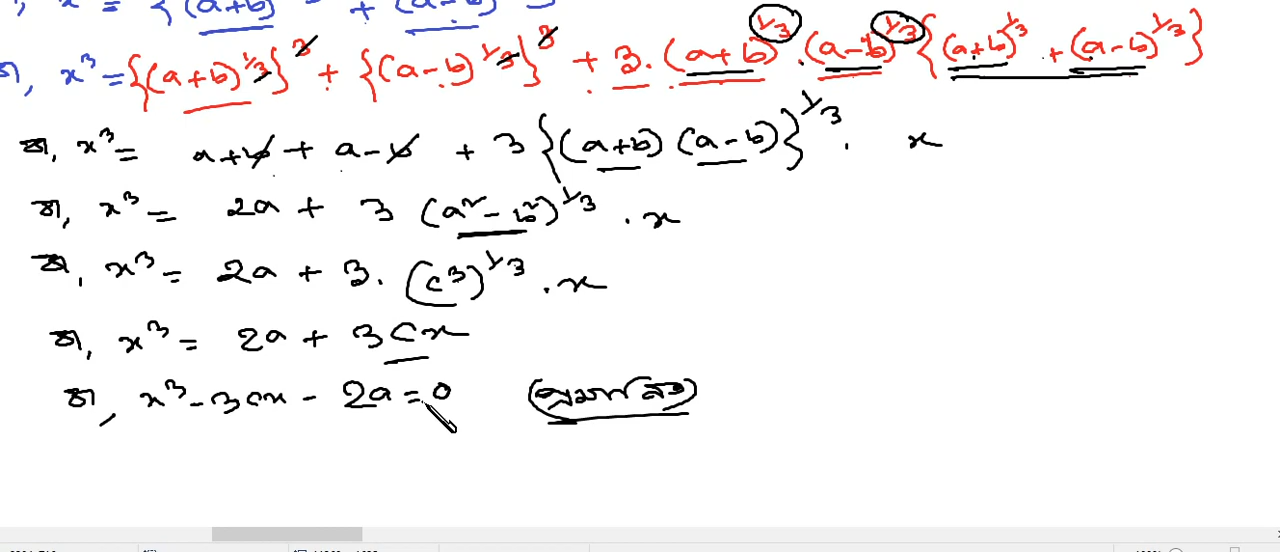 x = {(a+b) + (a-b)
বা, x³ = {(a+b)^1/3}³ + {(a-b)^1/3}³ + 3.(a+b)^1/3.(a-b)^1/3{(a+b)^1/3 + (a-b)^1/3}
বা, x³ = a+b + a-b + 3{(a+b)(a-b)}^1/3 . x
বা, x³ = 2a + 3(a²-b²)^1/3 . x
বা, x³ = 2a + 3.(c³)^1/3 . x
বা, x³ = 2a + 3cx
বা, x³-3cx-2a=0 (প্রমাণিত)